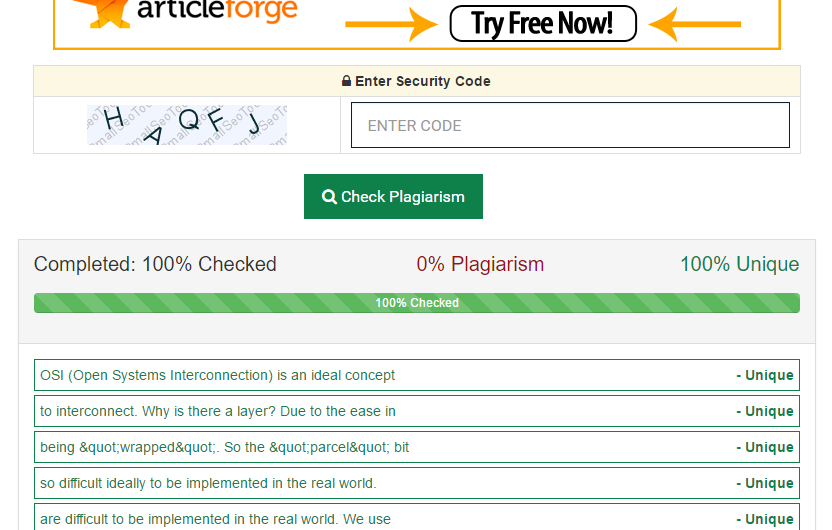 articleforge
Try Free Now!
Enter Security Code
H A Q F J
ENTER CODE
Check Plagiarism
Completed: 100% Checked
0% Plagiarism
100% Unique
100% Checked
OSI (Open Systems Interconnection) is an ideal concept - Unique
to interconnect. Why is there a layer? Due to the ease in - Unique
being &quot;wrapped&quot;. So the &quot;parcel&quot; bit - Unique
so difficult ideally to be implemented in the real world. - Unique
are difficult to be implemented in the real world. We use - Unique